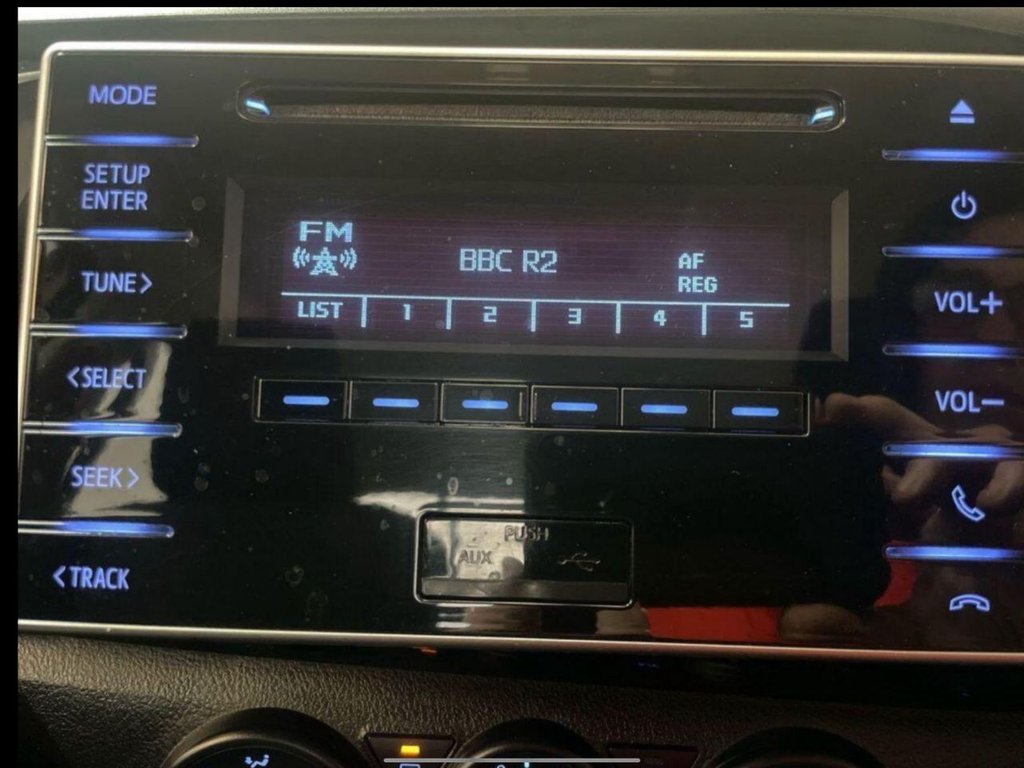 MODE
SETUP
ENTER
TUNE>
<SELECT
SEEK>
<TRACK
FM
BBC R2
AF
REG
LIST 1 2 3 4 5
PUSH
AUX
VOL+
VOL−